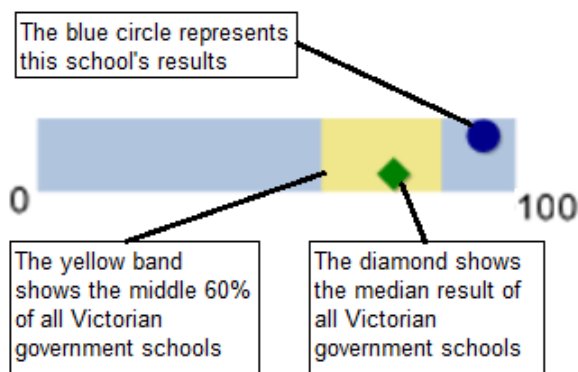 The blue circle represents
this school's results
0
100
The yellow band
shows the middle 60%
of all Victorian
government schools
The diamond shows
the median result of
all Victorian
government schools